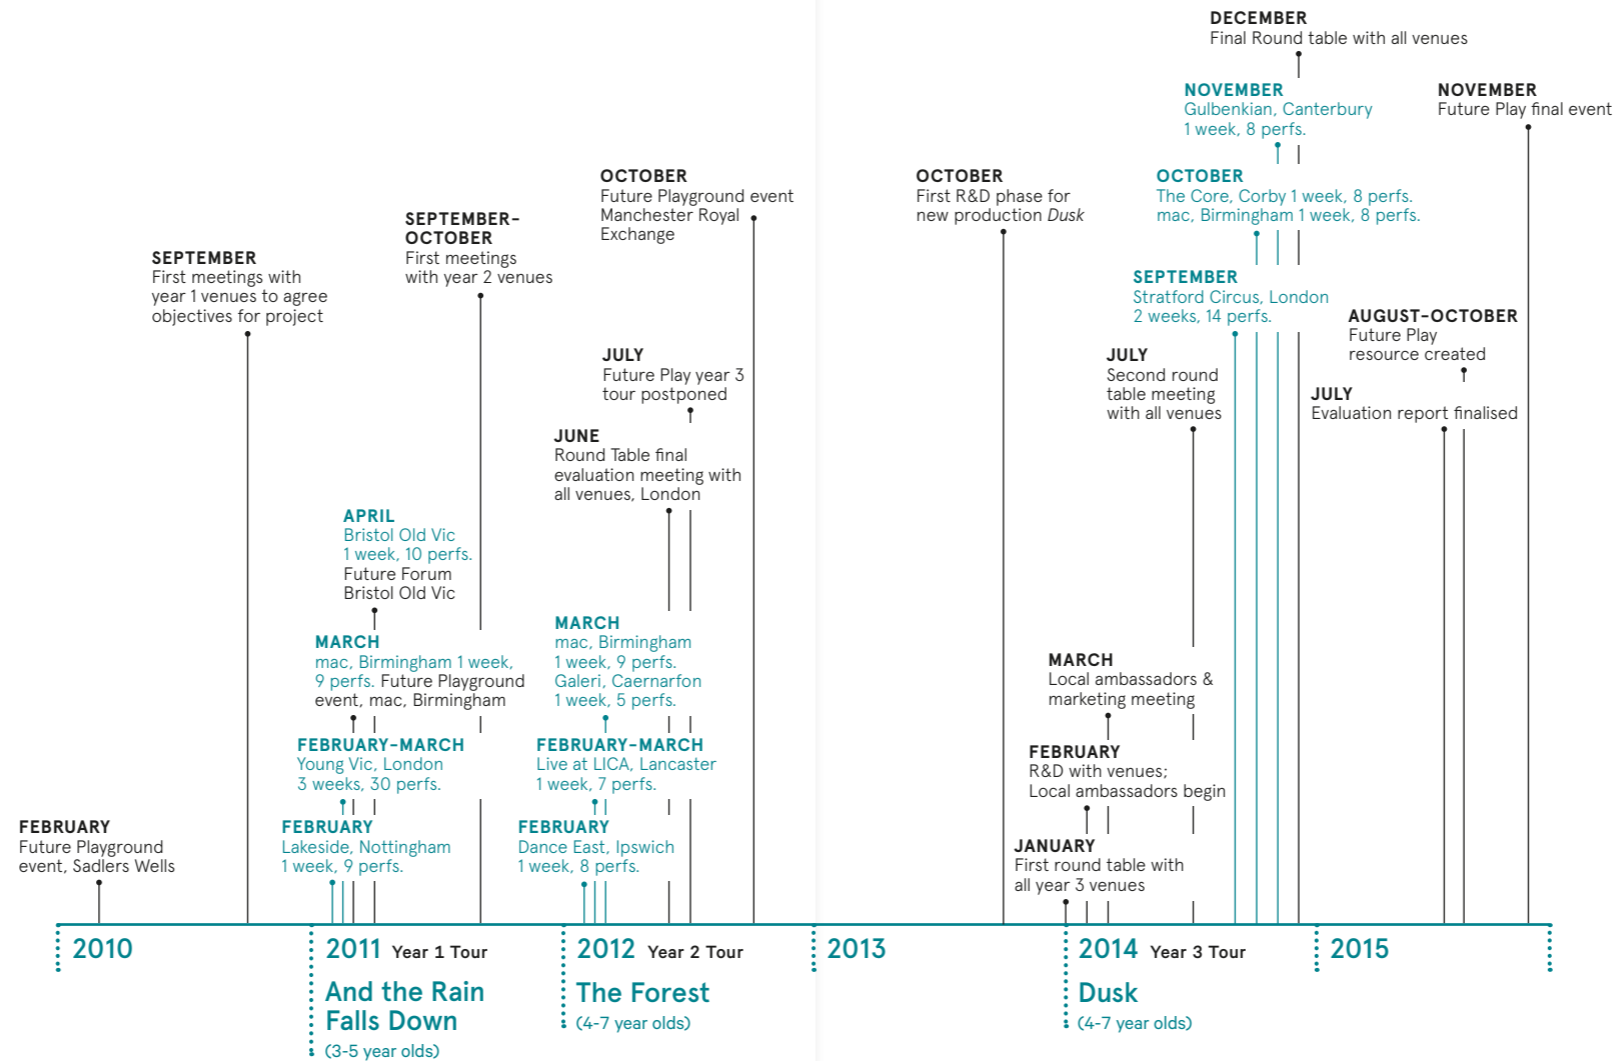 FEBRUARY
Future Playground
event, Sadlers Wells
SEPTEMBER
First meetings with
year 1 venues to agree
objectives for project
FEBRUARY
Lakeside, Nottingham
1 week, 9 perfs.
FEBRUARY-MARCH
Young Vic, London
3 weeks, 30 perfs.
MARCH
mac, Birmingham 1 week,
9 perfs. Future Playground
event, mac, Birmingham
APRIL
Bristol Old Vic
1 week, 10 perfs.
Future Forum
Bristol Old Vic
SEPTEMBER-
OCTOBER
First meetings
with year 2 venues
FEBRUARY
Dance East, Ipswich
1 week, 8 perfs.
FEBRUARY-MARCH
Live at LICA, Lancaster
1 week, 7 perfs.
MARCH
mac, Birmingham
1 week, 9 perfs.
Galeri, Caernarfon
1 week, 5 perfs.
JUNE
Round Table final
evaluation meeting with
all venues, London
JULY
Future Play year 3
tour postponed
OCTOBER
Future Playground event
Manchester Royal
Exchange
OCTOBER
First R&D phase for
new production Dusk
JANUARY
First round table with
all year 3 venues
FEBRUARY
R&D with venues;
Local ambassadors begin
MARCH
Local ambassadors &
marketing meeting
JULY
Second round
table meeting
with all venues
SEPTEMBER
Stratford Circus, London
2 weeks, 14 perfs.
OCTOBER
The Core, Corby 1 week, 8 perfs.
mac, Birmingham 1 week, 8 perfs.
NOVEMBER
Gulbenkian, Canterbury
1 week, 8 perfs.
DECEMBER
Final Round table with all venues
JULY
Evaluation report finalised
AUGUST-OCTOBER
Future Play
resource created
NOVEMBER
Future Play final event
2010
2011 Year 1 Tour
And the Rain
Falls Down
(3-5 year olds)
2012 Year 2 Tour
The Forest
(4-7 year olds)
2013
2014 Year 3 Tour
Dusk
(4-7 year olds)
2015